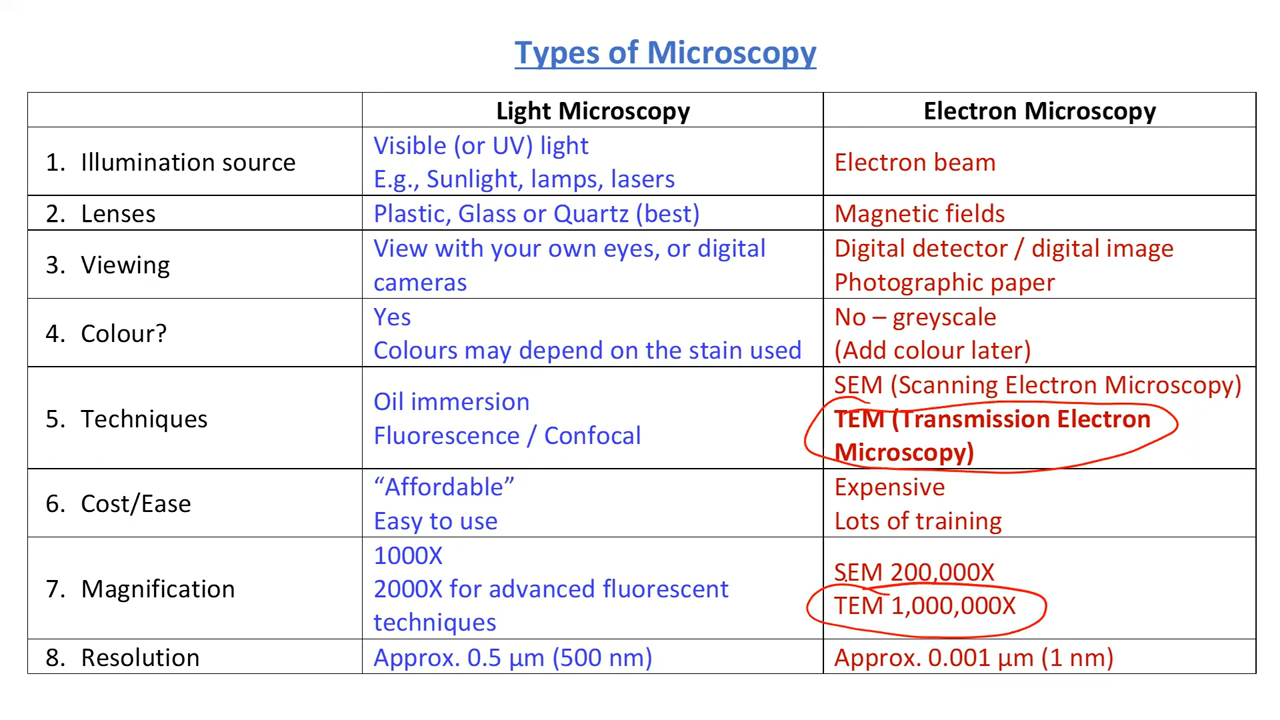 Types of Microscopy
Light Microscopy
Electron Microscopy
1. Illumination source
Visible (or UV) light
E.g., Sunlight, lamps, lasers
Electron beam
2. Lenses
Plastic, Glass or Quartz (best)
Magnetic fields
3. Viewing
View with your own eyes, or digital
cameras
Digital detector / digital image
Photographic paper
4. Colour?
Yes
Colours may depend on the stain used
No – greyscale
(Add colour later)
5. Techniques
Oil immersion
Fluorescence / Confocal
SEM (Scanning Electron Microscopy)
TEM (Transmission Electron
Microscopy)
6. Cost/Ease
“Affordable”
Easy to use
Expensive
Lots of training
7. Magnification
1000X
2000X for advanced fluorescent
techniques
SEM 200,000X
TEM 1,000,000X
8. Resolution
Approx. 0.5 µm (500 nm)
Approx. 0.001 µm (1 nm)